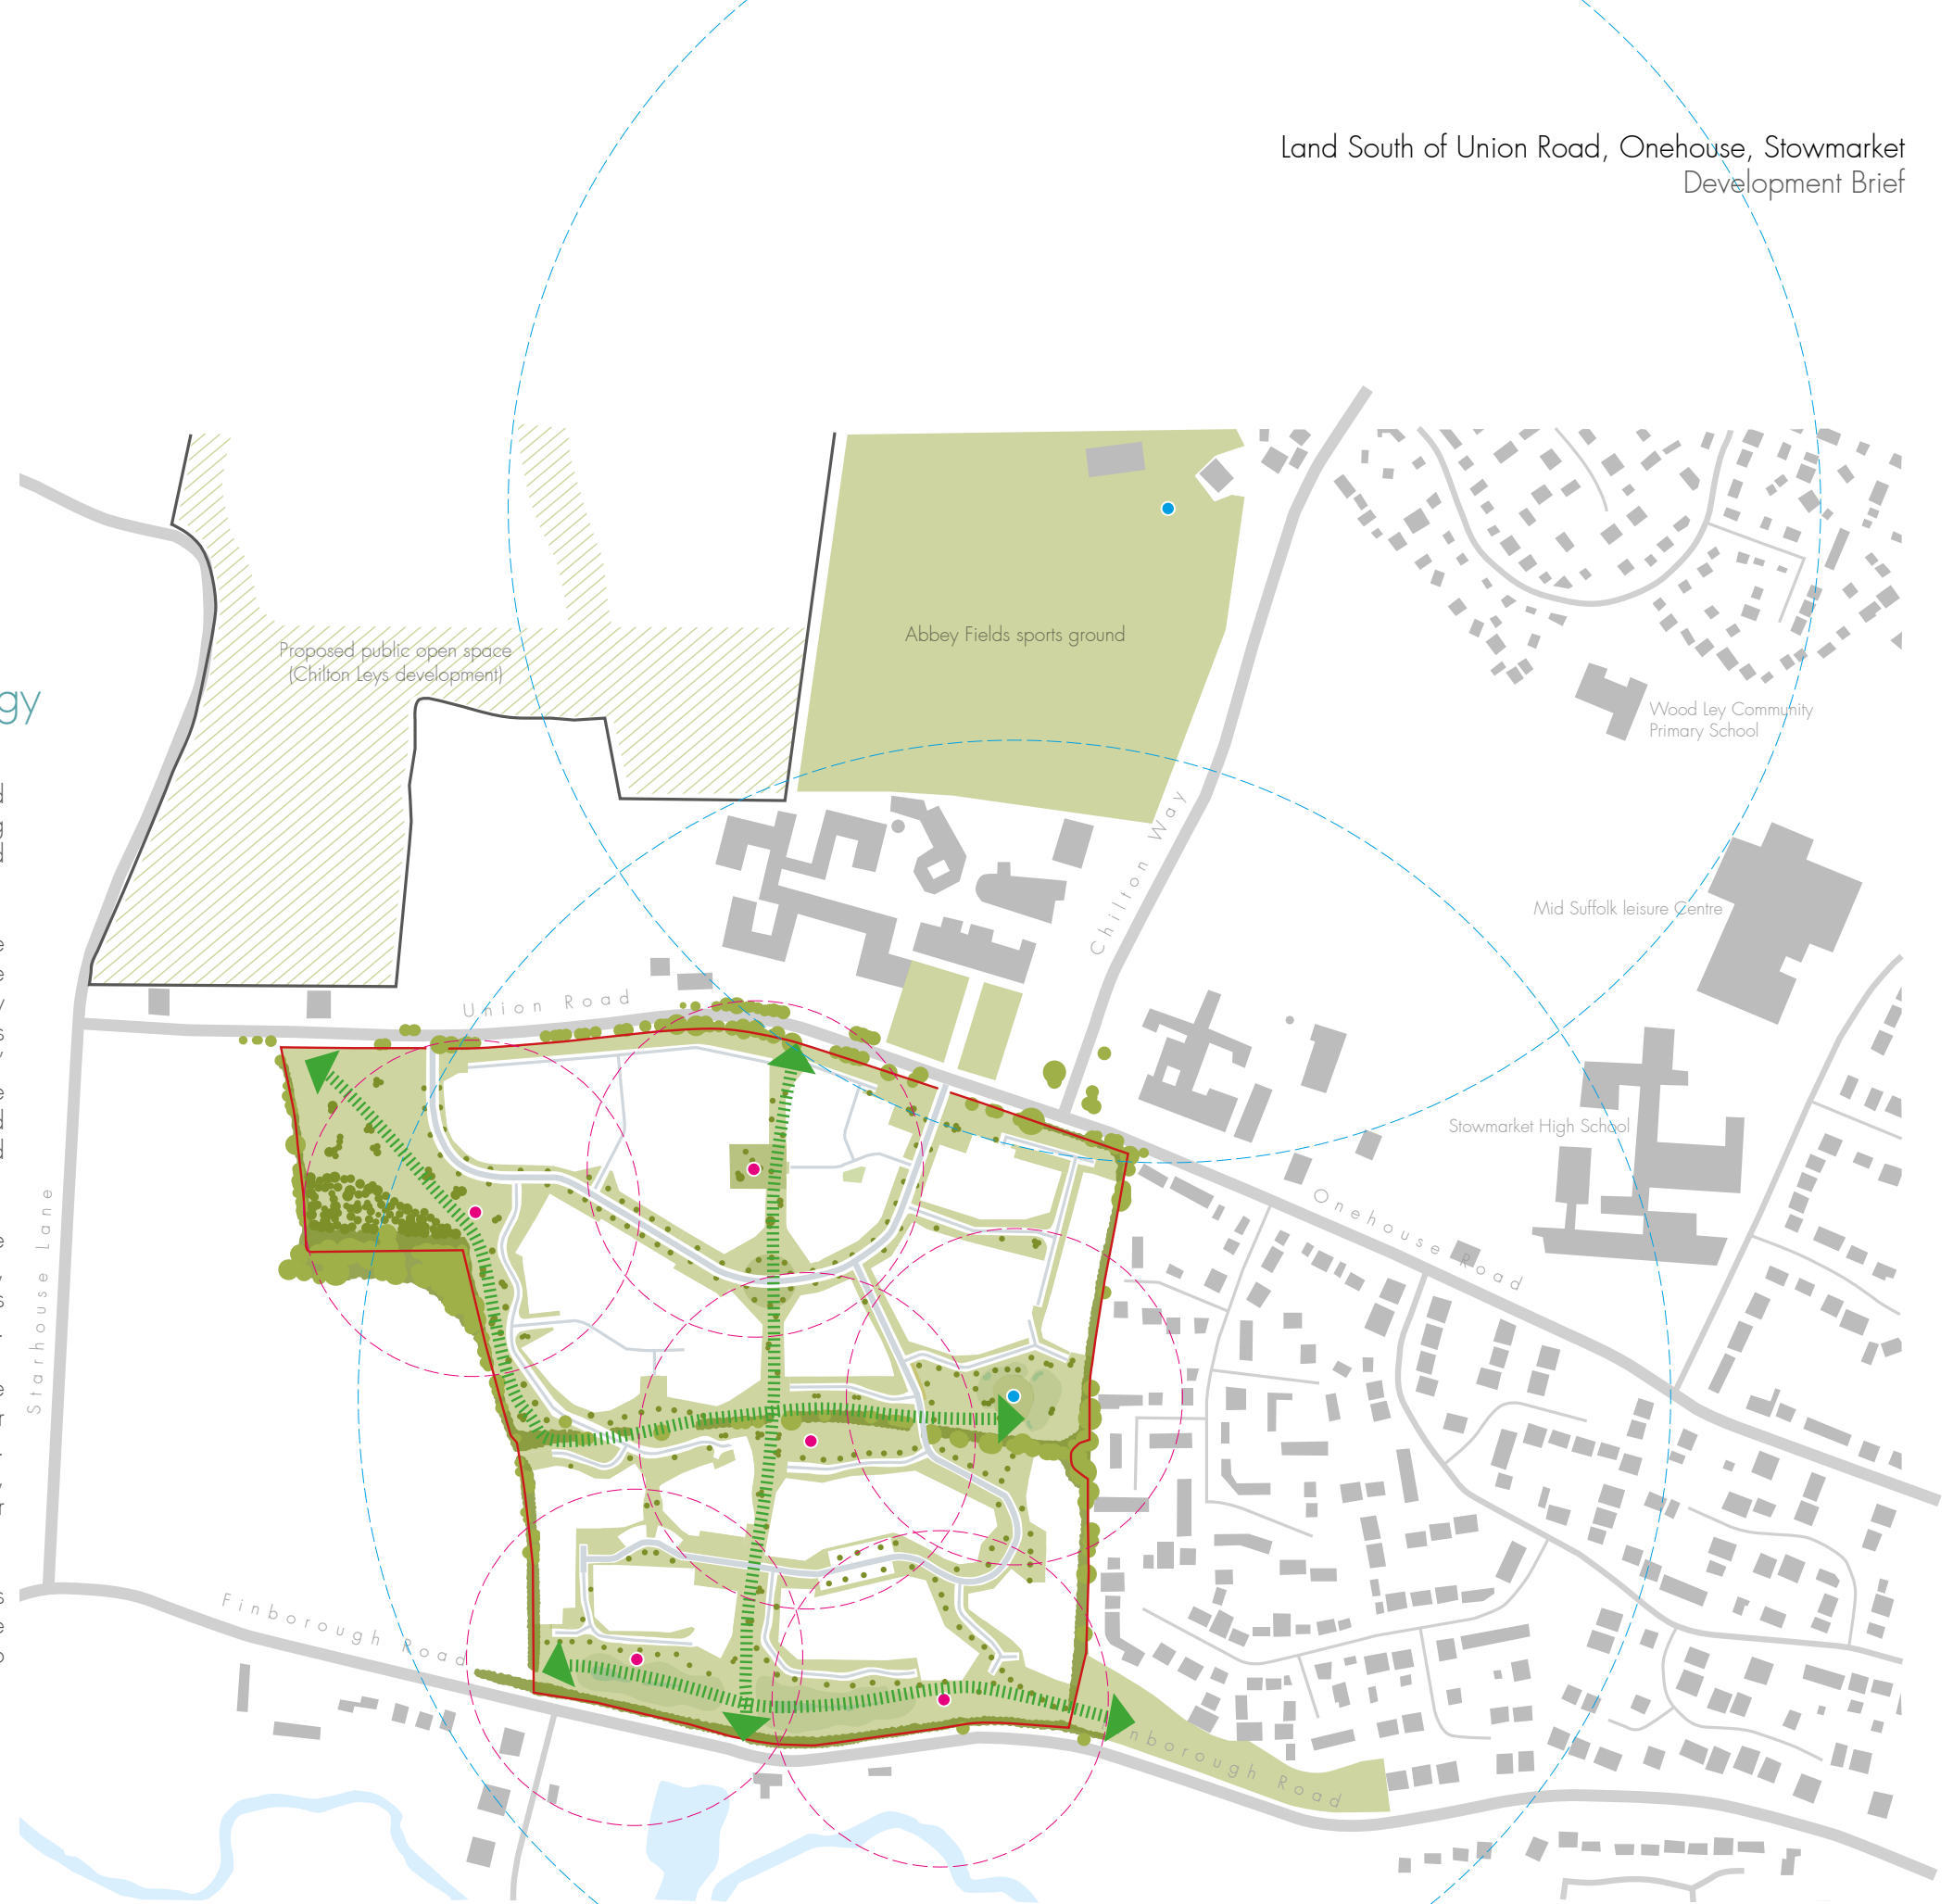 Land South of Union Road, Onehouse, Stowmarket
Development Brief
Proposed public open space
(Chilton Leys development)
Abbey Fields sports ground
gy
Wood Ley Community
Primary School
Chilton Way
Mid Suffolk leisure Centre
Union Road
Stowmarket High School
Onehouse Road
Starhouse Lane
Finborough Road
nborough Road